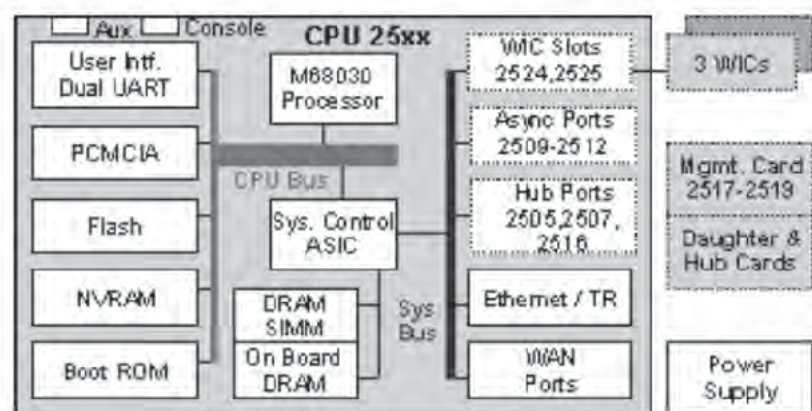 Aux
Console
CPU 25xx
User Intf.
Dual UART
M68030
Processor
WIC Slots
2524,2525
3 WICs
PCMCIA
CPU Bus
Async Ports
2509-2512
Mgmt. Card
2517-2519
Flash
Sys. Control
ASIC
Hub Ports
2505,2507,
2516
Daughter &
Hub Cards
NVRAM
DRAM
SIMM
Sys
Bus
Ethernet / TR
Boot ROM
On Board
DRAM
WAN
Ports
Power
Supply